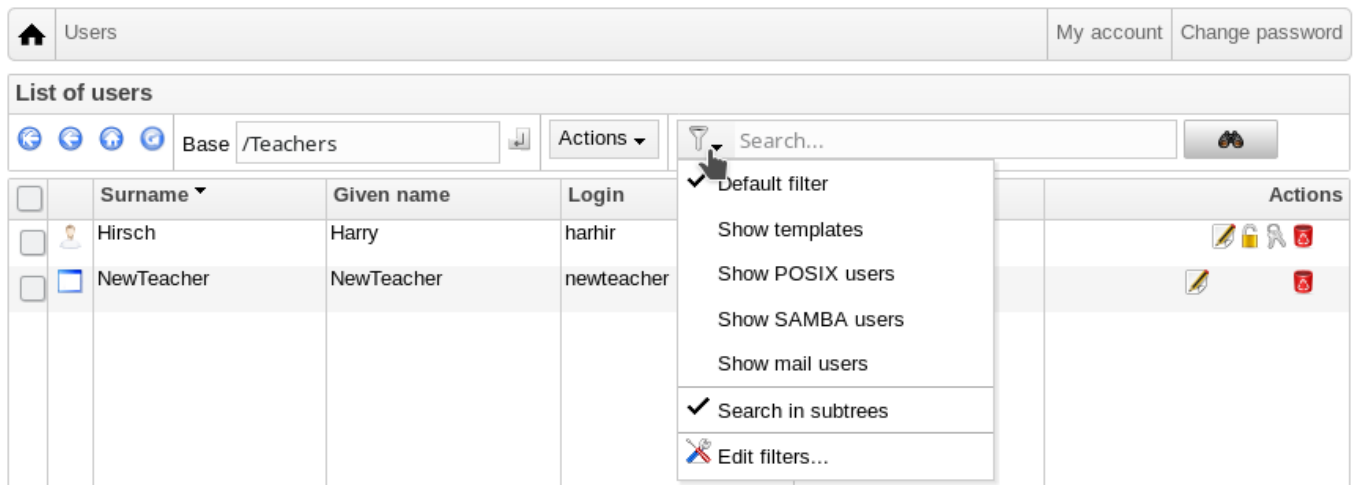 Users My account Change password
List of users
Base /Teachers Actions Search...
Surname Given name Login Actions
Hirsch Harry harhir
NewTeacher NewTeacher newteacher
Default filter
Show templates
Show POSIX users
Show SAMBA users
Show mail users
Search in subtrees
Edit filters...